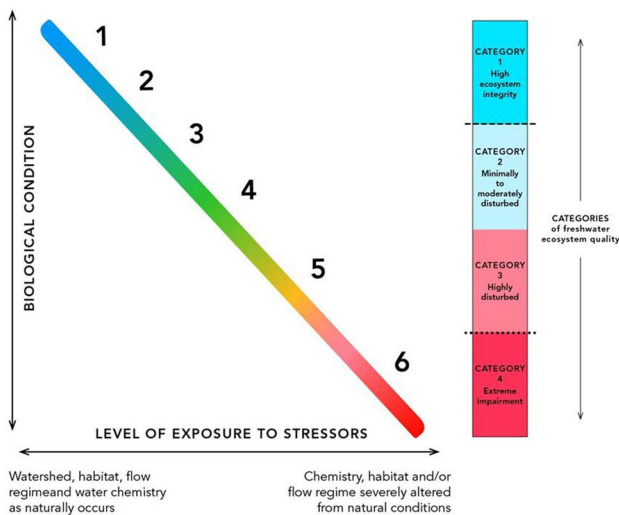 BIOLOGICAL CONDITION
1
2
3
4
5
6
LEVEL OF EXPOSURE TO STRESSORS
Watershed, habitat, flow
regimeand water chemistry
as naturally occurs
Chemistry, habitat and/or
flow regime severely altered
from natural conditions
CATEGORY
1
High
ecosystem
integrity
CATEGORY
2
Minimally to
moderately
disturbed
CATEGORY
3
Highly
disturbed
CATEGORY
4
Extreme
impairment
CATEGORIES
of freshwater
ecosystem quality